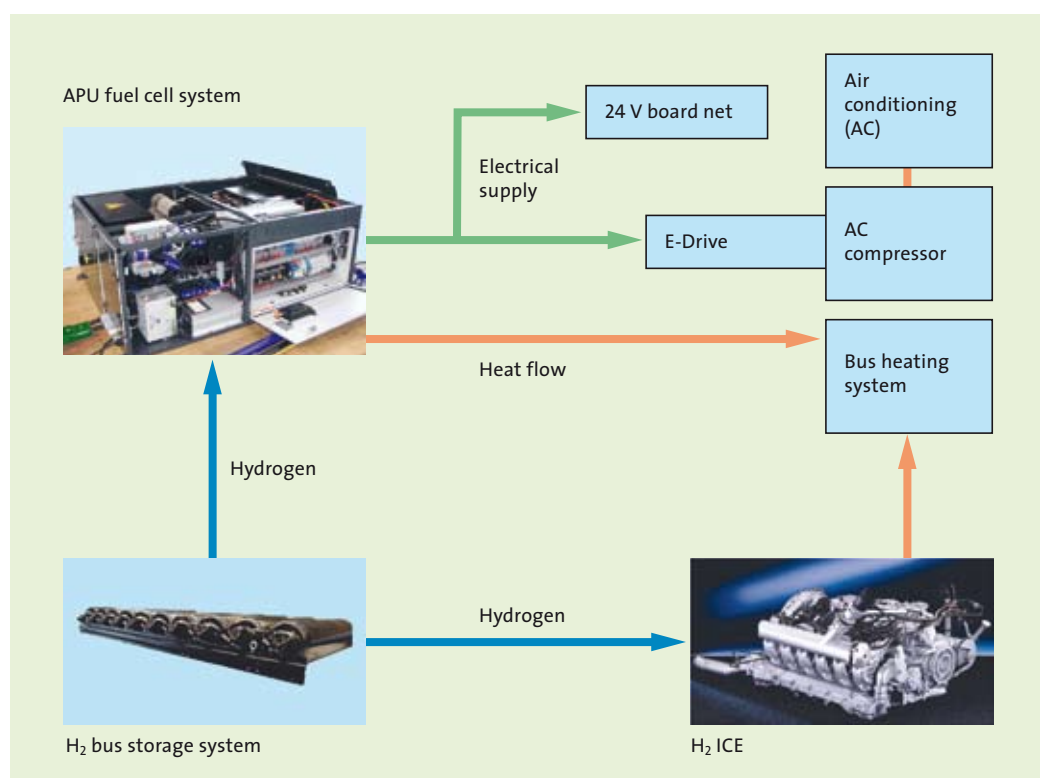 APU fuel cell system
24 V board net
Air
conditioning
(AC)
Electrical
supply
E-Drive
AC
compressor
Heat flow
Bus heating
system
Hydrogen
Hydrogen
H₂ bus storage system
H₂ ICE